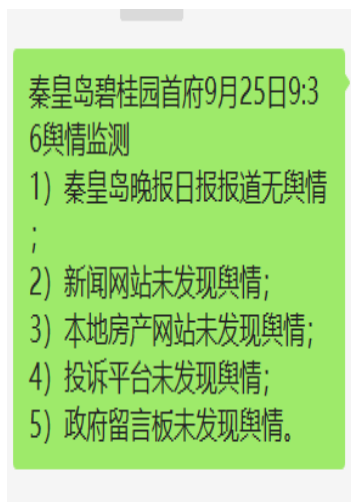 秦皇岛碧桂园首府9月25日9:3
6舆情监测
1）秦皇岛晚报日报报道无舆情
；
2）新闻网站未发现舆情；
3）本地房产网站未发现舆情；
4）投诉平台未发现舆情；
5）政府留言板未发现舆情。